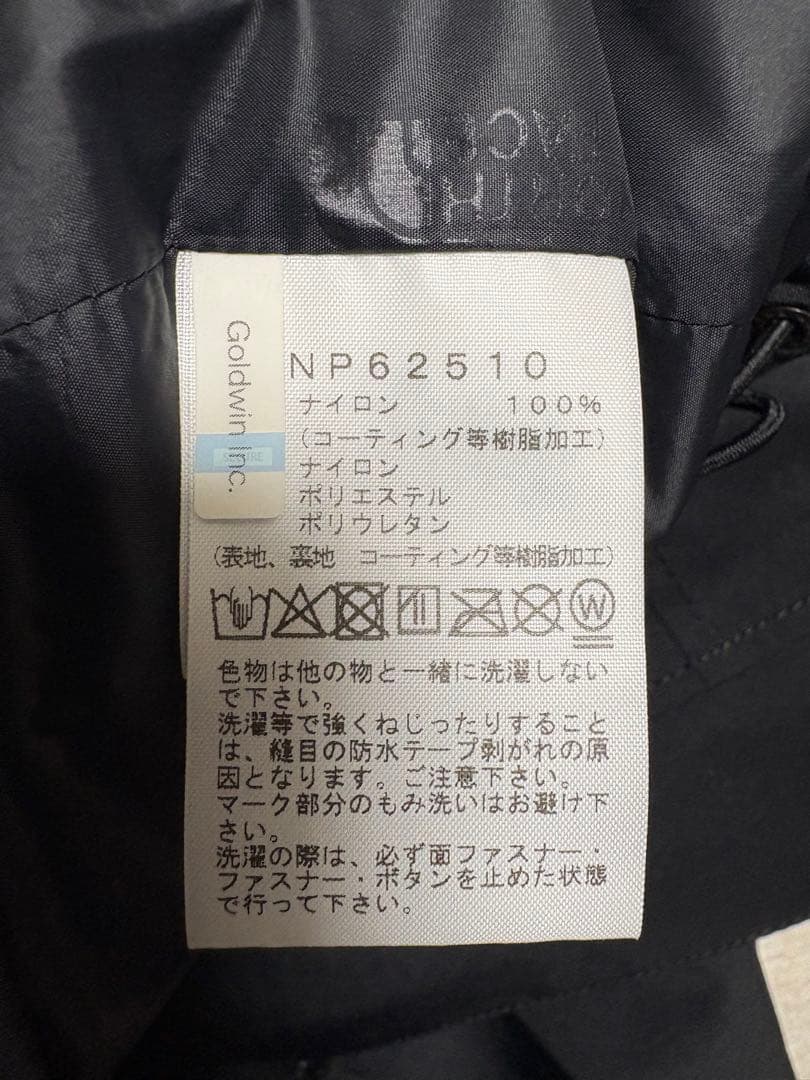 Goldwin Inc.
NP62510
ナイロン 100%
(コーティング等樹脂加工)
ナイロン
ポリエステル
ポリウレタン
(表地、裏地 コーティング等樹脂加工)
W
色物は他の物と一緒に洗濯しない
で下さい。
洗濯等で強くねじったりすること
は、縫目の防水テープ剥がれの原
因となります。ご注意下さい。
マーク部分のもみ洗いはお避け下
さい。
洗濯の際は、必ず面ファスナー・
ファスナー・ボタンを止めた状態
で行って下さい。